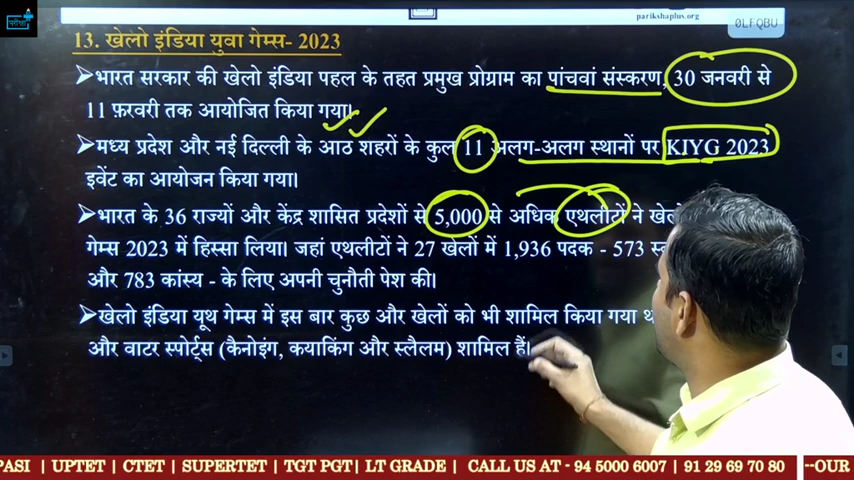 परीक्षा
parikshaplus.org
0LFQBU
13. खेलो इंडिया युवा गेम्स- 2023
➤भारत सरकार की खेलो इंडिया पहल के तहत प्रमुख प्रोग्राम का पांचवां संस्करण, 30 जनवरी से
11 फ़रवरी तक आयोजित किया गया।
➤मध्य प्रदेश और नई दिल्ली के आठ शहरों के कुल 11 अलग-अलग स्थानों पर KIYG 2023
इवेंट का आयोजन किया गया।
➤भारत के 36 राज्यों और केंद्र शासित प्रदेशों से 5,000 से अधिक एथलीटों ने खेलो
गेम्स 2023 में हिस्सा लिया। जहां एथलीटों ने 27 खेलों में 1,936 पदक - 573
और 783 कांस्य - के लिए अपनी चुनौती पेश की।
➤खेलो इंडिया यूथ गेम्स में इस बार कुछ और खेलों को भी शामिल किया गया
और वाटर स्पोर्ट्स (कैनोइंग, कयाकिंग और स्लैलम) शामिल हैं।
PASI | UPTET | CTET | SUPERTET | TGT PGT| LT GRADE | CALL US AT - 94 5000 6007 | 91 29 69 70 80 --OUR